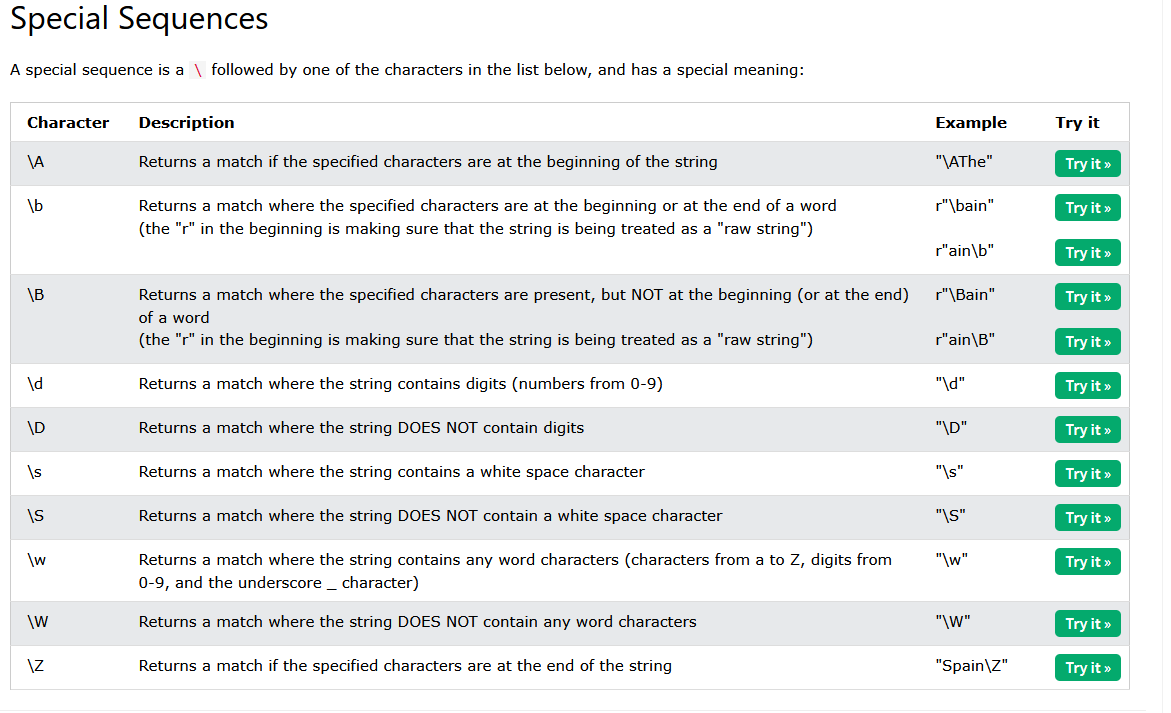 Special Sequences
A special sequence is a \ followed by one of the characters in the list below, and has a special meaning:
Character Description Example Try it
\A Returns a match if the specified characters are at the beginning of the string "\AThe" Try it »
\b Returns a match where the specified characters are at the beginning or at the end of a word r"\bain" Try it »
(the "r" in the beginning is making sure that the string is being treated as a "raw string")
r"ain\b" Try it »
\B Returns a match where the specified characters are present, but NOT at the beginning (or at the end) r"\Bain" Try it »
of a word
(the "r" in the beginning is making sure that the string is being treated as a "raw string") r"ain\B" Try it »
\d Returns a match where the string contains digits (numbers from 0-9) "\d" Try it »
\D Returns a match where the string DOES NOT contain digits "\D" Try it »
\s Returns a match where the string contains a white space character "\s" Try it »
\S Returns a match where the string DOES NOT contain a white space character "\S" Try it »
\w Returns a match where the string contains any word characters (characters from a to Z, digits from "\w" Try it »
0-9, and the underscore _ character)
\W Returns a match where the string DOES NOT contain any word characters "\W" Try it »
\Z Returns a match if the specified characters are at the end of the string "Spain\Z" Try it »